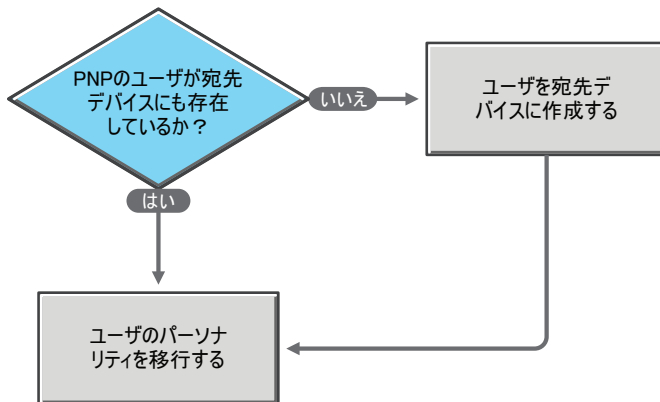 PNPのユーザが宛先
デバイスにも存在
しているか？
いいえ
ユーザを宛先デ
バイスに作成する
はい
ユーザのパーソナ
リティを移行する